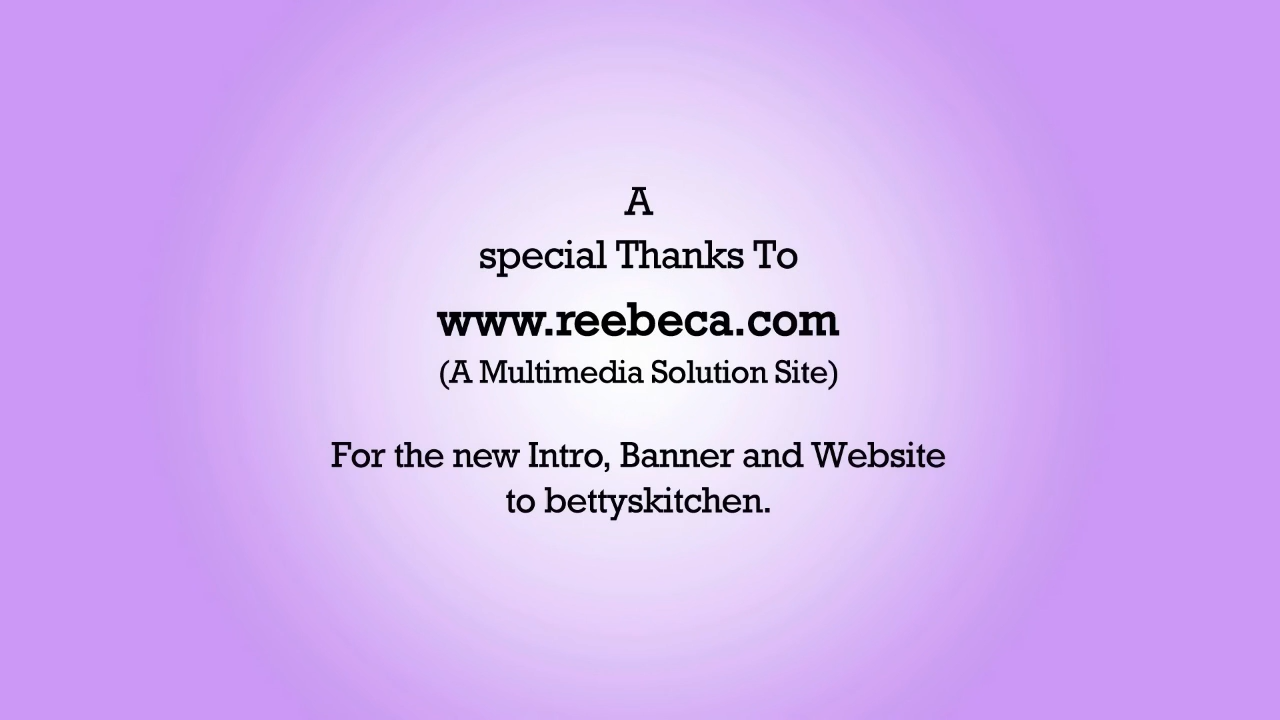 A
special Thanks To
www.reebeca.com
(A Multimedia Solution Site)
For the new Intro, Banner and Website
to bettyskitchen.